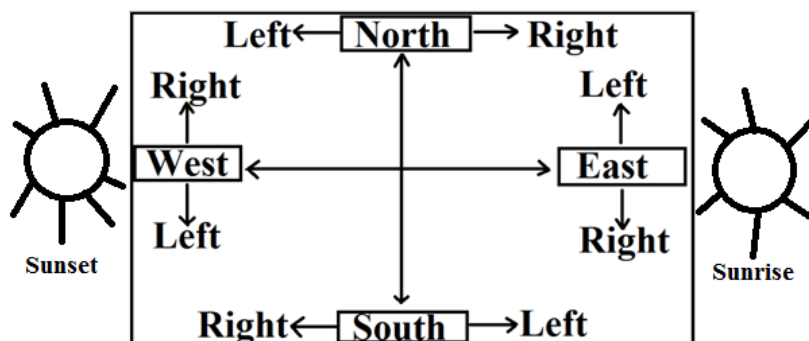 Left North Right
Right Left
West East
Left Right
Sunset Sunrise
Right South Left